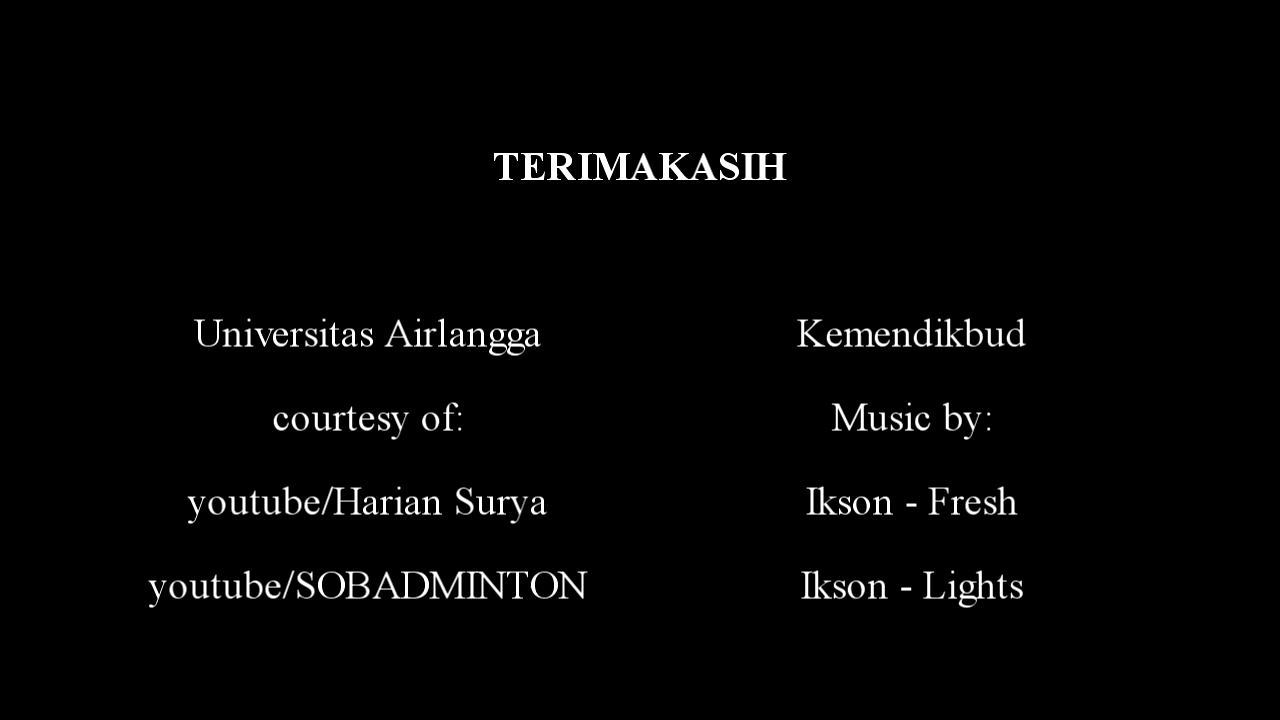 TERIMAKASIH
Universitas Airlangga
courtesy of:
youtube/Harian Surya
youtube/SOBADMINTON
Kemendikbud
Music by:
Ikson - Fresh
Ikson - Lights